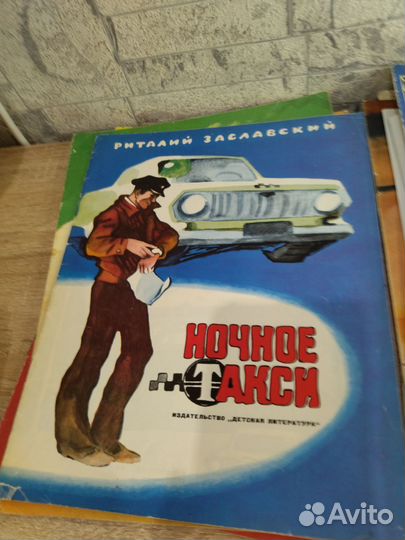 РИТАЛИЙ ЗАСЛАВСКИЙ
НОЧНОЕ
ТАКСИ
ИЗДАТЕЛЬСТВО „ДЕТСКАЯ ЛИТЕРАТУРА"
Avito